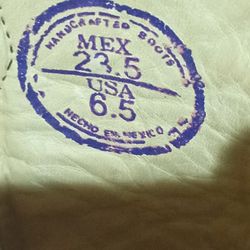 HANDCRAFTED BOOTS
MEX
23.5
USA
6.5
HECHO EN MEXICO